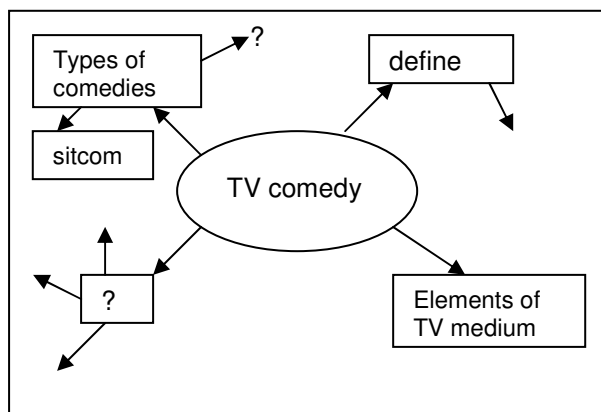 Types of
comedies
?
define
sitcom
TV comedy
?
Elements of
TV medium